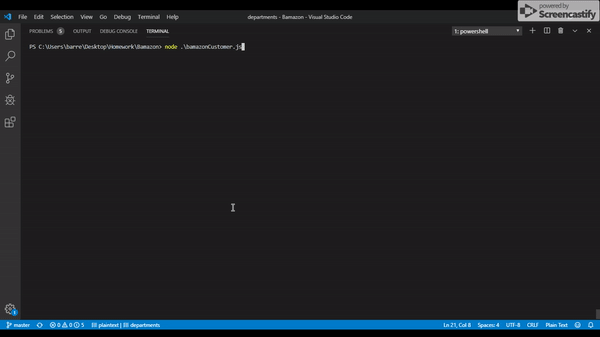 File Edit Selection View Go Debug Terminal Help
departments - Bamazon - Visual Studio Code
powered by
Screencastify
PROBLEMS 5 OUTPUT DEBUG CONSOLE TERMINAL
1: powershell
PS C:\Users\barre\Desktop\Homework\Bamazon> node .\bamazonCustomer.js
master 0 0 5 plaintext departments Ln 21, Col 8 Spaces: 4 UTF-8 CRLF Plain Text